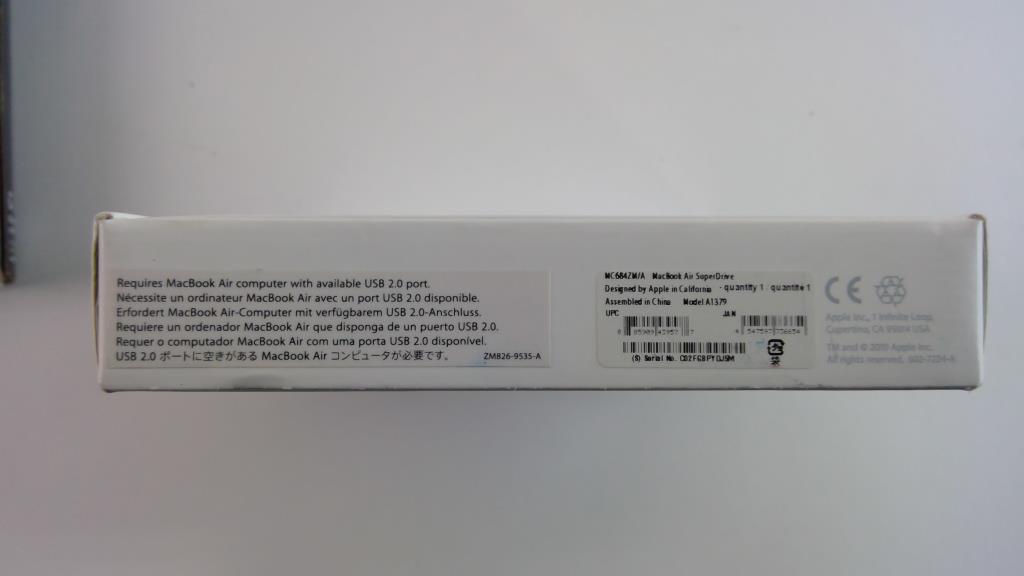 Requires MacBook Air computer with available USB 2.0 port.
Nécessite un ordinateur MacBook Air avec un port USB 2.0 disponible.
Erfordert MacBook Air-Computer mit verfügbarem USB 2.0-Anschluss.
Requiere un ordenador MacBook Air que disponga de un puerto USB 2.0.
Requer o computador MacBook Air com uma porta USB 2.0 disponível.
USB 2.0 ポートに空きがある MacBook Air コンピュータが必要です。 ZM826-9535-A
MC684ZM/A MacBook Air SuperDrive
Designed by Apple in California - quantity 1 / quantité 1
Assembled in China Model A1379
UPC JAN
(S) Serial No.
CE
Apple Inc., 1 Infinite Loop,
Cupertino, CA 95014 USA
TM and © 2010 Apple Inc.
All rights reserved. 602-7224-A